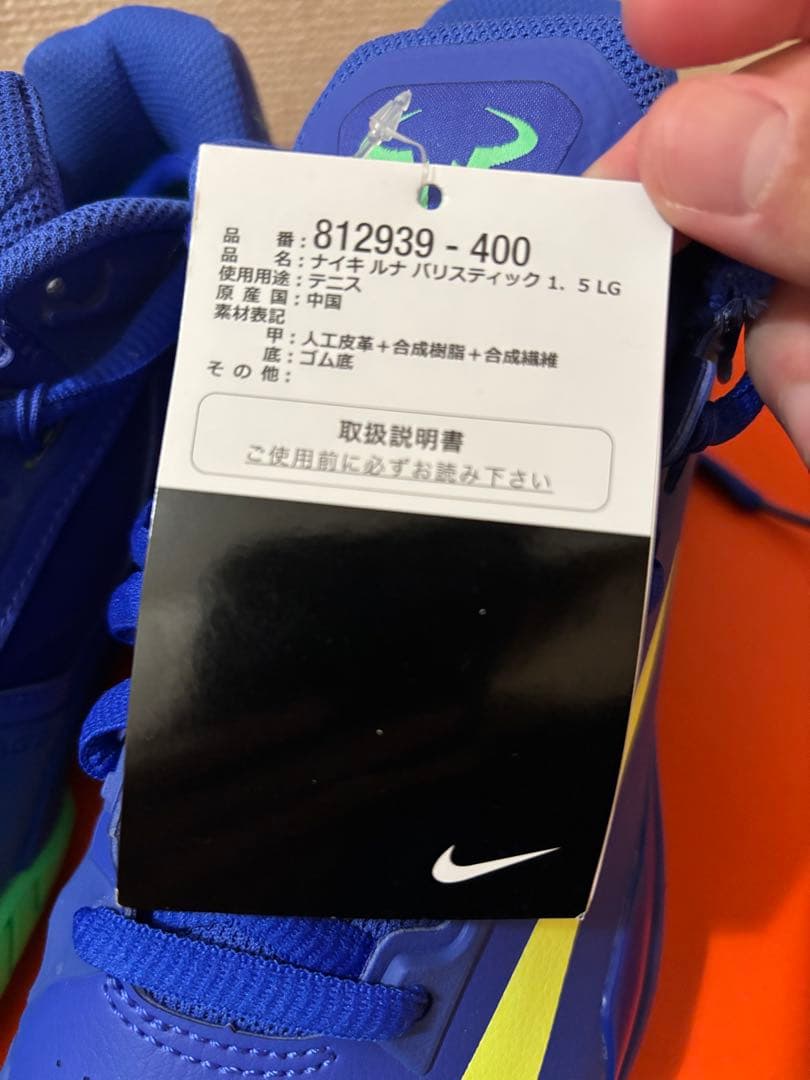 品 番：812939 - 400
品 名：ナイキ ルナ バリスティック 1．5 LG
使用用途：テニス
原 産 国：中国
素材表記
甲：人工皮革＋合成樹脂＋合成繊維
底：ゴム底
そ の 他：
取扱説明書
ご使用前に必ずお読み下さい